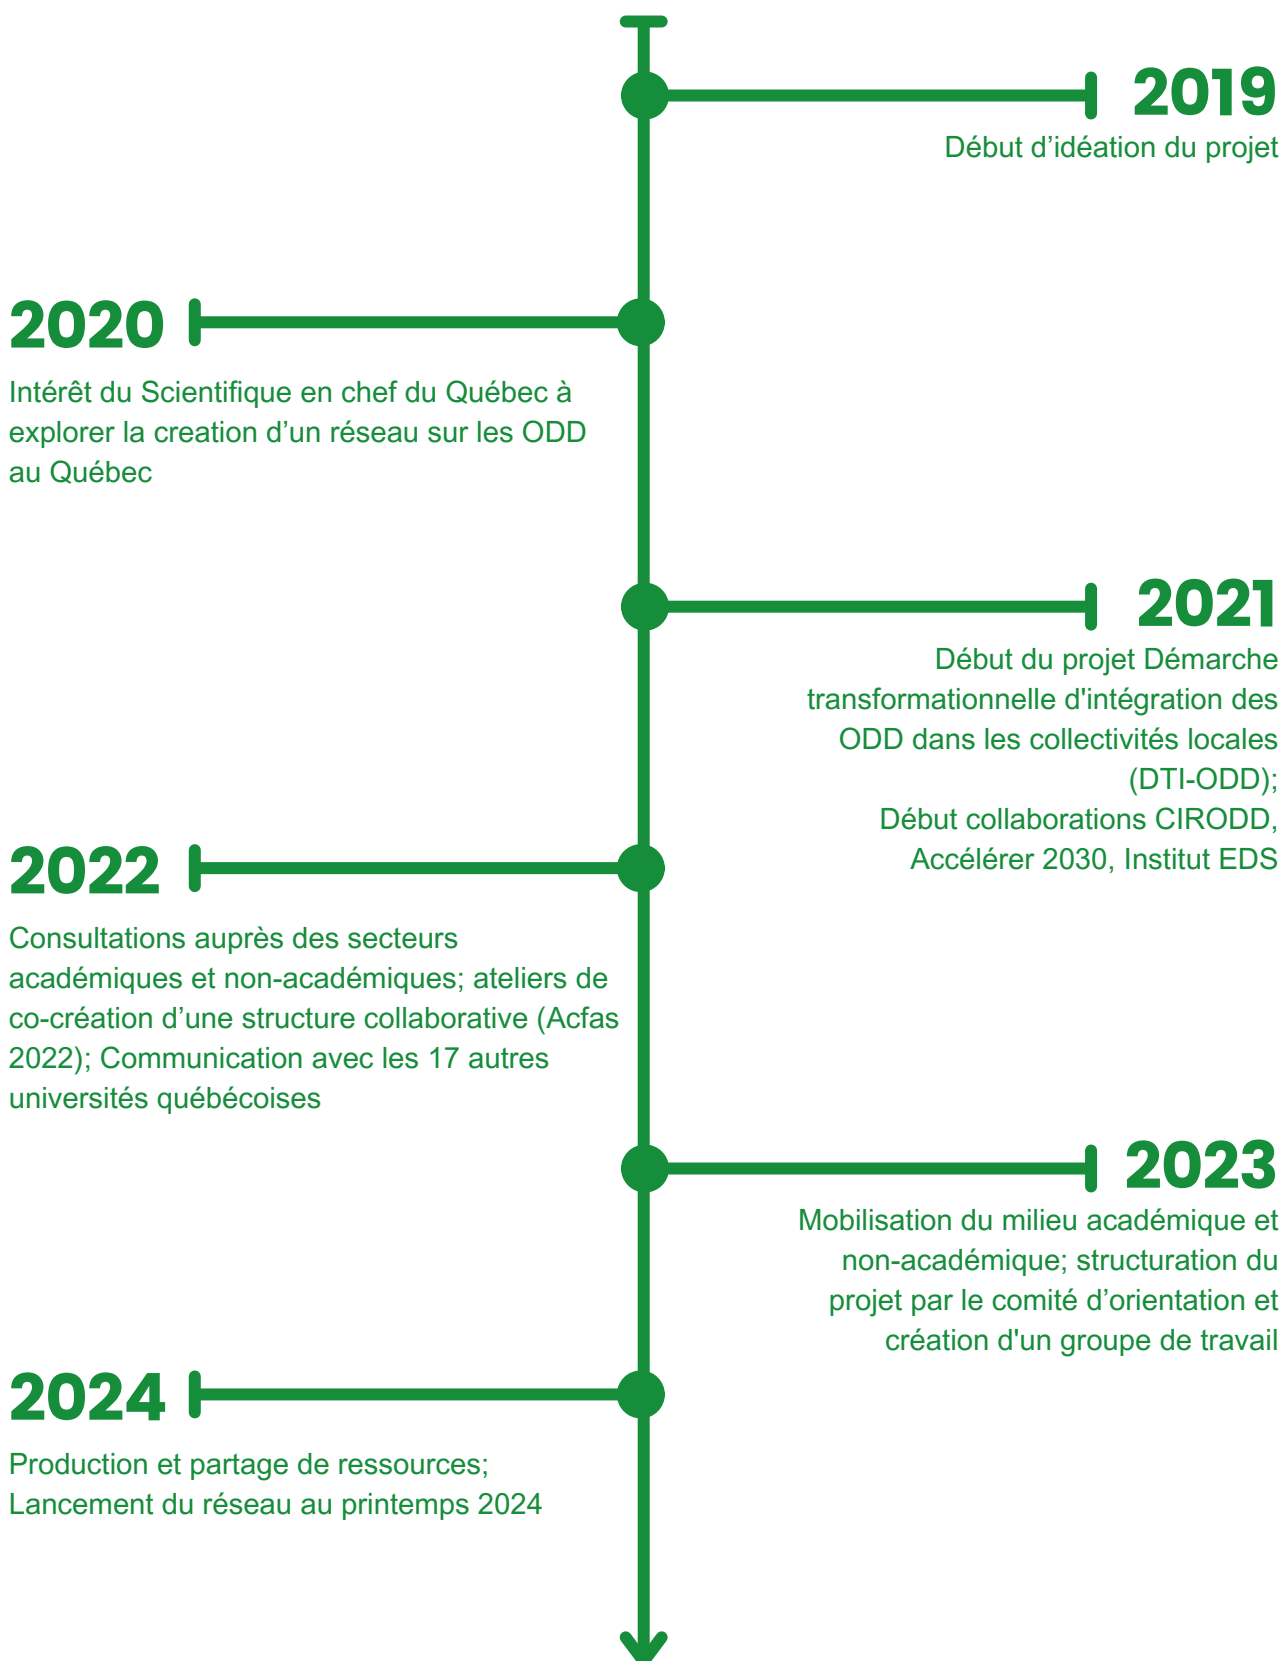 2019
Début d’idéation du projet
2020
Intérêt du Scientifique en chef du Québec à
explorer la creation d’un réseau sur les ODD
au Québec
2021
Début du projet Démarche
transformationnelle d'intégration des
ODD dans les collectivités locales
(DTI-ODD);
Début collaborations CIRODD,
Accélérer 2030, Institut EDS
2022
Consultations auprès des secteurs
académiques et non-académiques; ateliers de
co-création d’une structure collaborative (Acfas
2022); Communication avec les 17 autres
universités québécoises
2023
Mobilisation du milieu académique et
non-académique; structuration du
projet par le comité d’orientation et
création d'un groupe de travail
2024
Production et partage de ressources;
Lancement du réseau au printemps 2024